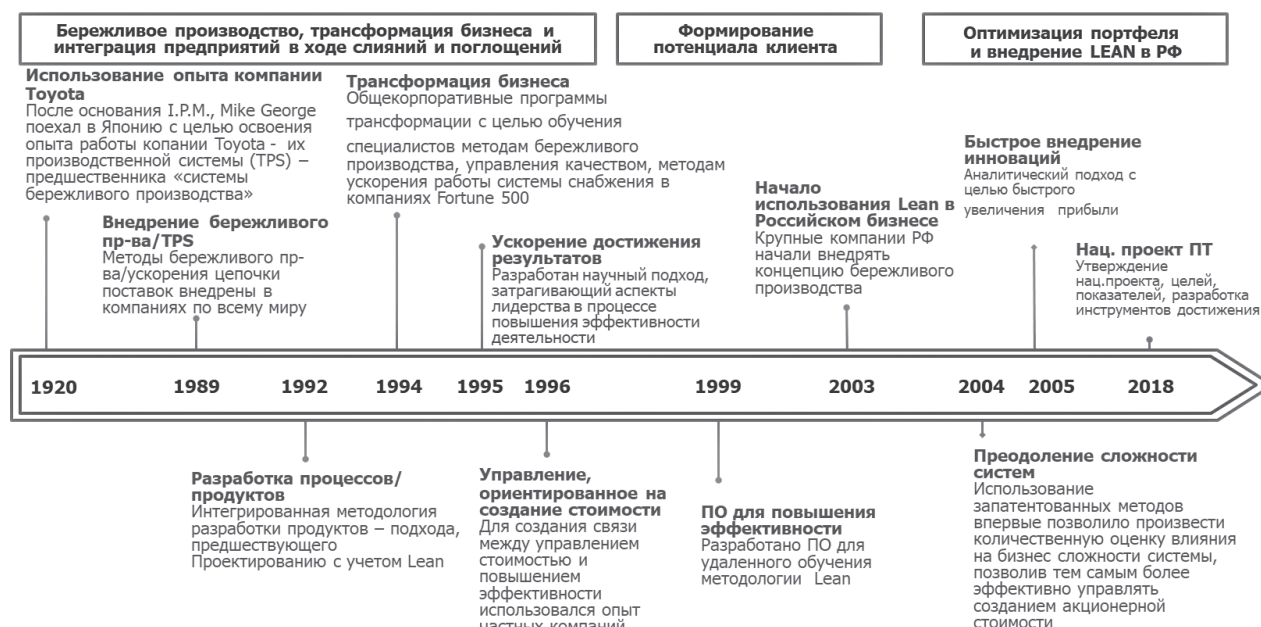 Бережливое производство, трансформация бизнеса и
интеграция предприятий в ходе слияний и поглощений
Формирование
потенциала клиента
Оптимизация портфеля
и внедрение LEAN в РФ
Использование опыта компании
Toyota
После основания I.P.M., Mike George
поехал в Японию с целью освоения
опыта работы копании Toyota - их
производственной системы (TPS) –
предшественника «системы
бережливого производства»
Внедрение бережливого
пр-ва/TPS
Методы бережливого пр-
ва/ускорения цепочки
поставок внедрены в
компаниях по всему миру
Трансформация бизнеса
Общекорпоративные программы
трансформации с целью обучения
специалистов методам бережливого
производства, управления качеством, методам
ускорения работы системы снабжения в
компаниях Fortune 500
Ускорение достижения
результатов
Разработан научный подход,
затрагивающий аспекты
лидерства в процессе
повышения эффективности
деятельности
Начало
использования Lean в
Российском бизнесе
Крупные компании РФ
начали внедрять
концепцию бережливого
производства
Быстрое внедрение
инноваций
Аналитический подход с
целью быстрого
увеличения прибыли
Нац. проект ПТ
Утверждение
нац.проекта, целей,
показателей, разработка
инструментов достижения
1920 1989 1992 1994 1995 1996 1999 2003 2004 2005 2018
Разработка процессов/
продуктов
Интегрированная методология
разработки продуктов – подхода,
предшествующего
Проектированию с учетом Lean
Управление,
ориентированное на
создание стоимости
Для создания связи
между управлением
стоимостью и
повышением
эффективности
использовался опыт
частных компаний
ПО для повышения
эффективности
Разработано ПО для
удаленного обучения
методологии Lean
Преодоление сложности
систем
Использование
запатентованных методов
впервые позволило произвести
количественную оценку влияния
на бизнес сложности системы,
позволив тем самым более
эффективно управлять
созданием акционерной
стоимости